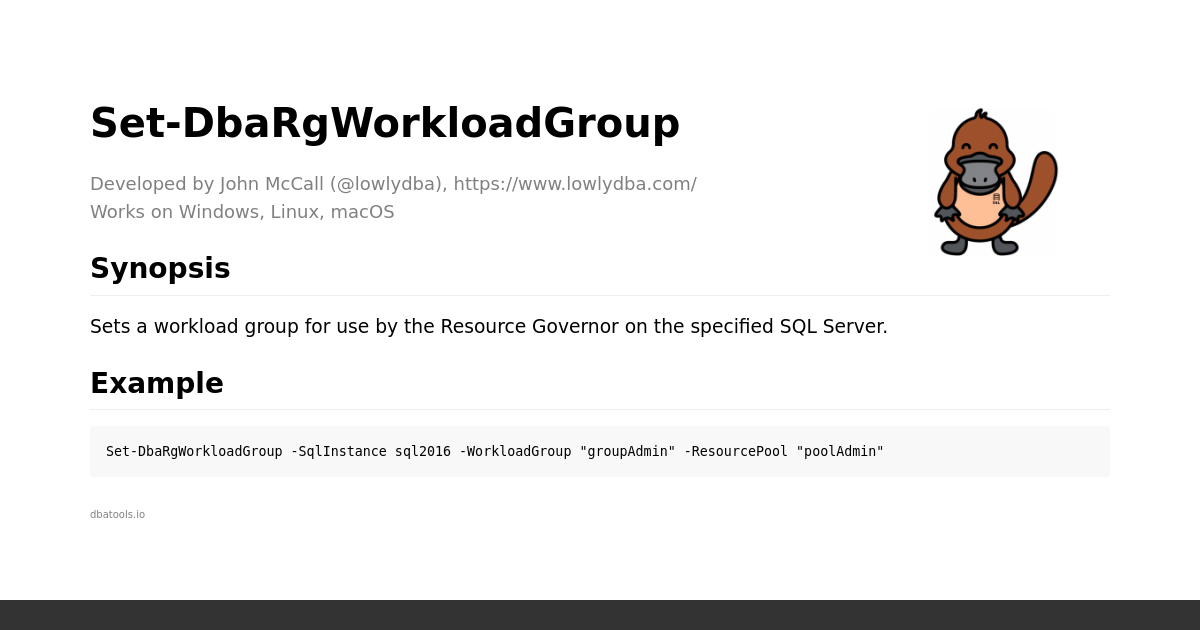 Set-DbaRgWorkloadGroup
Developed by John McCall (@lowlydba), https://www.lowlydba.com/
Works on Windows, Linux, macOS
Synopsis
Sets a workload group for use by the Resource Governor on the specified SQL Server.
Example
Set-DbaRgWorkloadGroup -SqlInstance sql2016 -WorkloadGroup "groupAdmin" -ResourcePool "poolAdmin"
dbatools.io